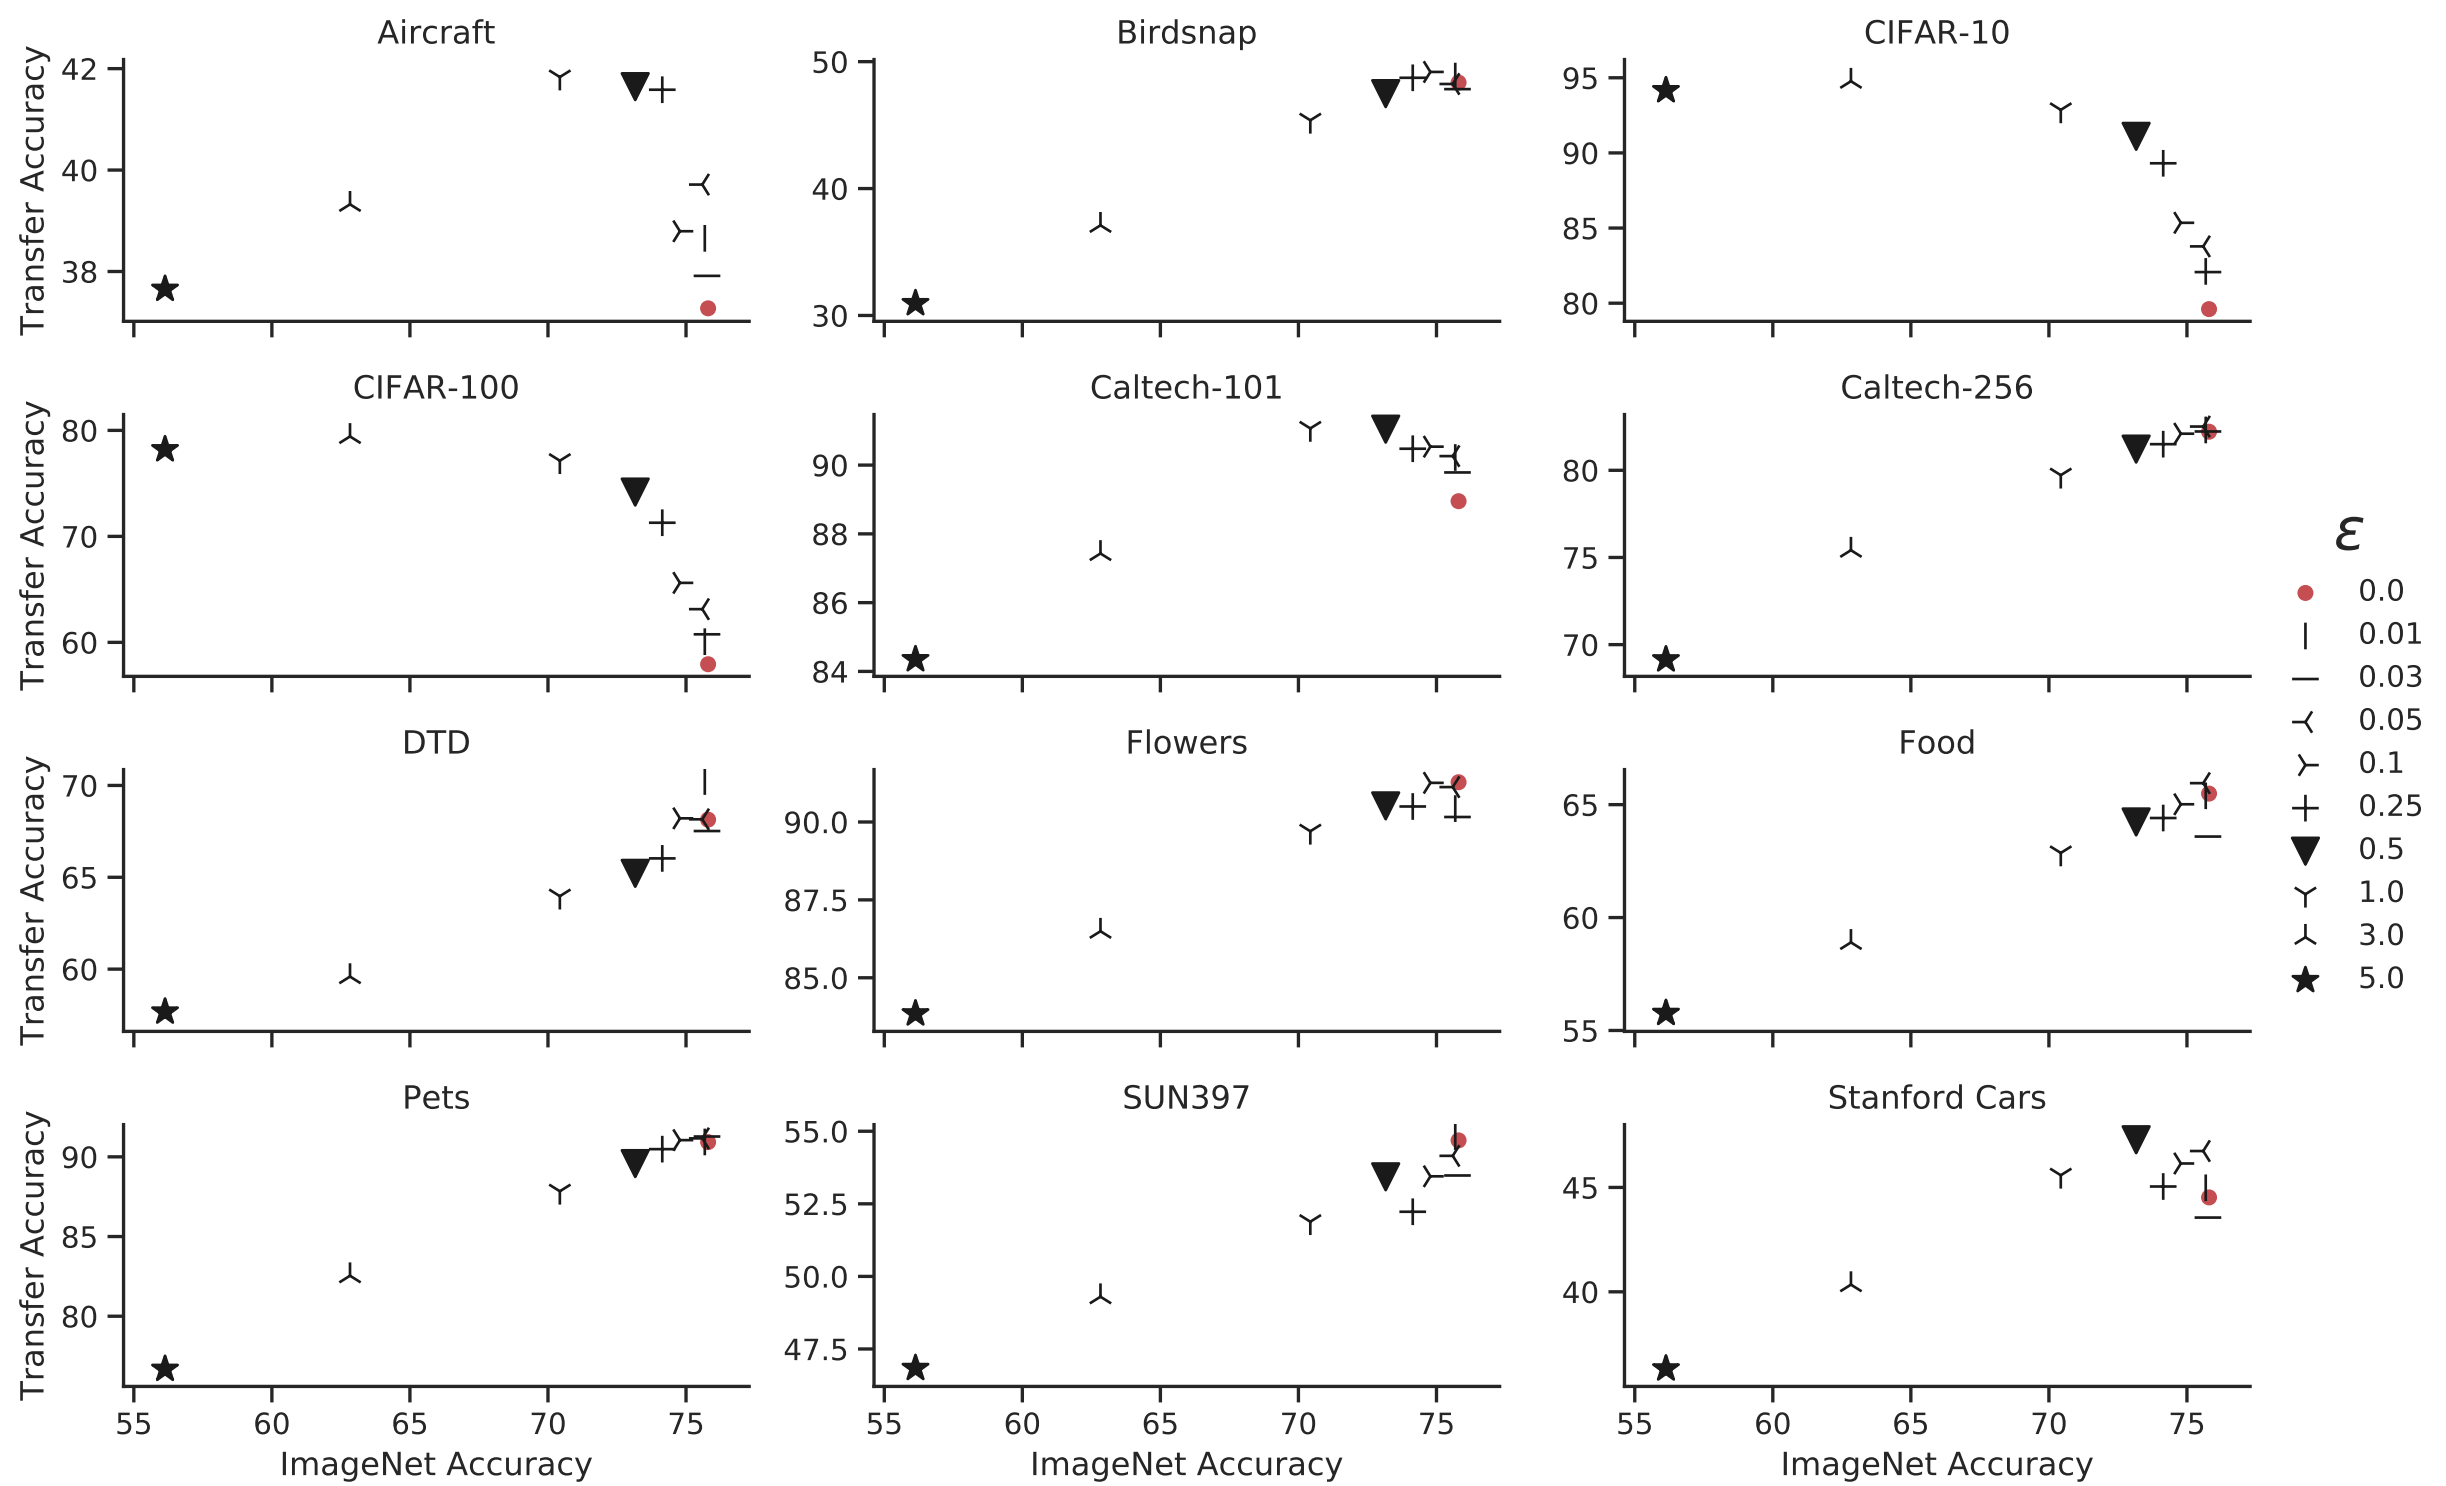 Aircraft
Birdsnap
CIFAR-10
Transfer Accuracy
42
40
38
50
40
30
95
90
85
80
CIFAR-100
Caltech-101
Caltech-256
Transfer Accuracy
80
70
60
90
88
86
84
80
75
70
DTD
Flowers
Food
Transfer Accuracy
70
65
60
90.0
87.5
85.0
65
60
55
Pets
SUN397
Stanford Cars
Transfer Accuracy
90
85
80
55.0
52.5
50.0
47.5
45
40
55 60 65 70 75
55 60 65 70 75
55 60 65 70 75
ImageNet Accuracy
ImageNet Accuracy
ImageNet Accuracy
ε
0.0
0.01
0.03
0.05
0.1
0.25
0.5
1.0
3.0
5.0